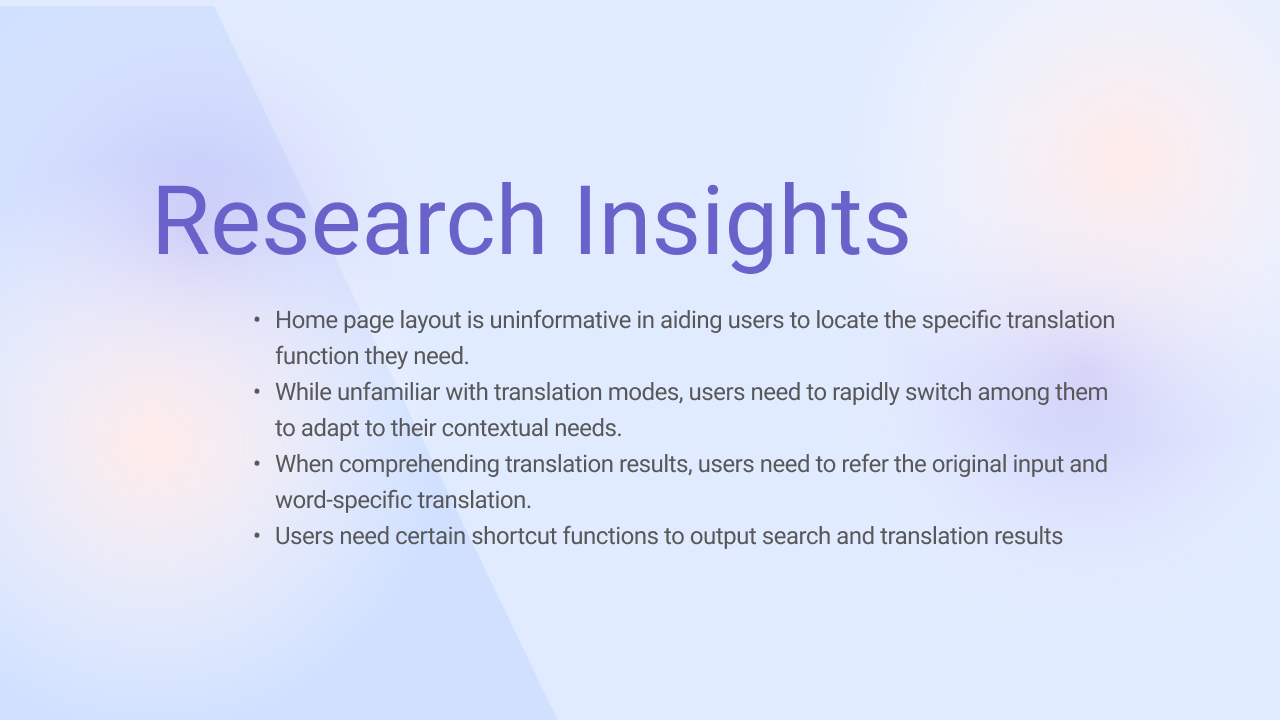 Research Insights
• Home page layout is uninformative in aiding users to locate the specific translation
function they need.
• While unfamiliar with translation modes, users need to rapidly switch among them
to adapt to their contextual needs.
• When comprehending translation results, users need to refer the original input and
word-specific translation.
• Users need certain shortcut functions to output search and translation results